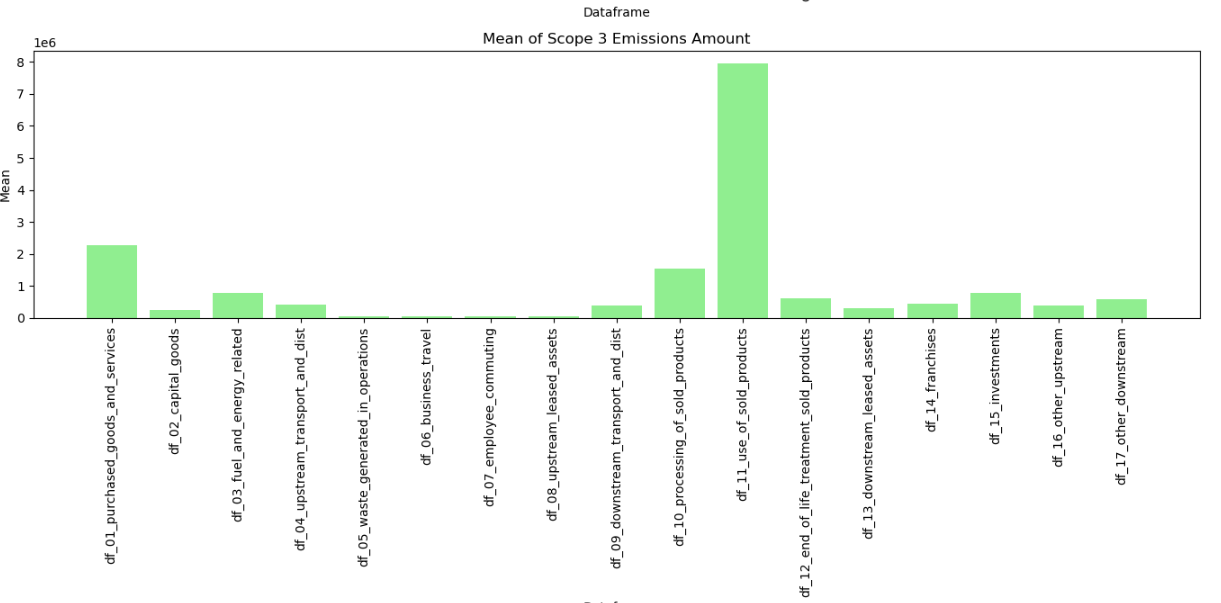 Dataframe
Mean of Scope 3 Emissions Amount
1e6
8
7
6
5
4
3
2
1
0
Mean
df_01_purchased_goods_and_services
df_02_capital_goods
df_03_fuel_and_energy_related
df_04_upstream_transport_and_dist
df_05_waste_generated_in_operations
df_06_business_travel
df_07_employee_commuting
df_08_upstream_leased_assets
df_09_downstream_transport_and_dist
df_10_processing_of_sold_products
df_11_use_of_sold_products
df_12_end_of_life_treatment_sold_products
df_13_downstream_leased_assets
df_14_franchises
df_15_investments
df_16_other_upstream
df_17_other_downstream